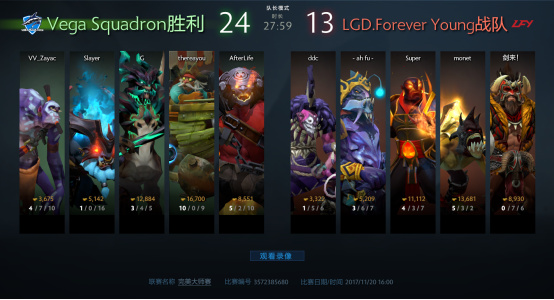 队长模式
Vega Squadron胜利 24 时长 27:59 13 LGD.Forever Young战队 LFY
VV_Zayac Slayer G thereayou AfterLife ddc - ah fu - Super monet 剑来!
3,675 5,142 12,884 16,700 8,551 3,322 5,209 11,112 13,681 8,930
4 / 7 / 10 1 / 0 / 16 3 / 4 / 5 10 / 0 / 9 5 / 2 / 10 1 / 5 / 6 3 / 6 / 7 4 / 7 / 6 5 / 3 / 2 0 / 7 / 6
观看录像
联赛名称 完美大师赛 比赛编号 3572385680 比赛日期/时间 2017/11/20 16:00